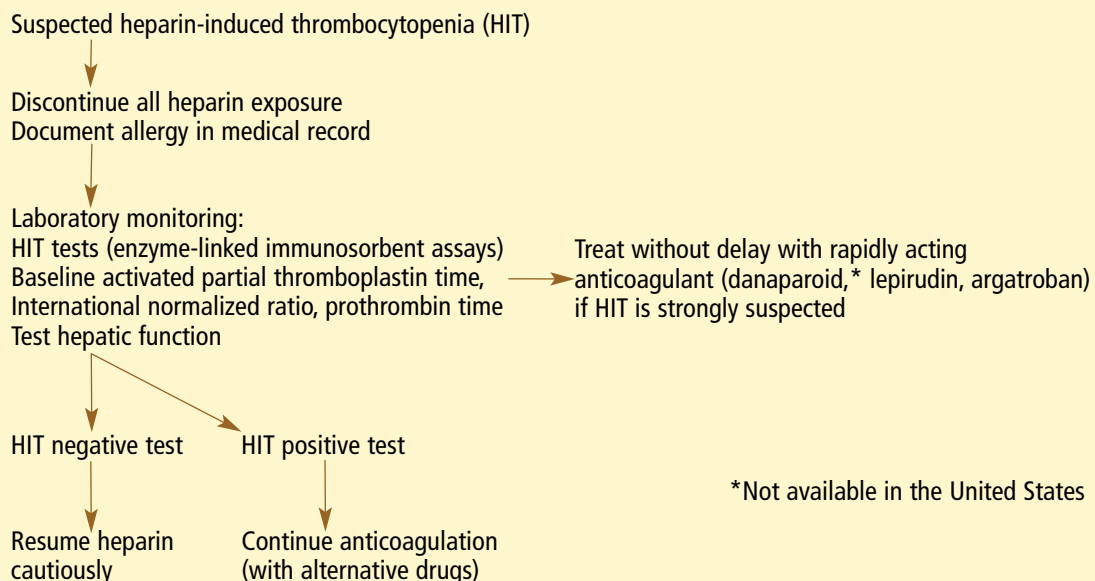 Suspected heparin-induced thrombocytopenia (HIT)
Discontinue all heparin exposure
Document allergy in medical record
Laboratory monitoring:
HIT tests (enzyme-linked immunosorbent assays)
Baseline activated partial thromboplastin time,
International normalized ratio, prothrombin time
Test hepatic function
Treat without delay with rapidly acting
anticoagulant (danaparoid,* lepirudin, argatroban)
if HIT is strongly suspected
HIT negative test
HIT positive test
Resume heparin
cautiously
Continue anticoagulation
(with alternative drugs)
*Not available in the United States